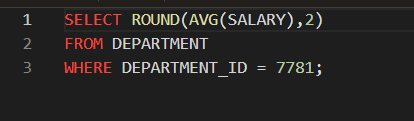 1 SELECT ROUND(AVG(SALARY),2)
2 FROM DEPARTMENT
3 WHERE DEPARTMENT_ID = 7781;